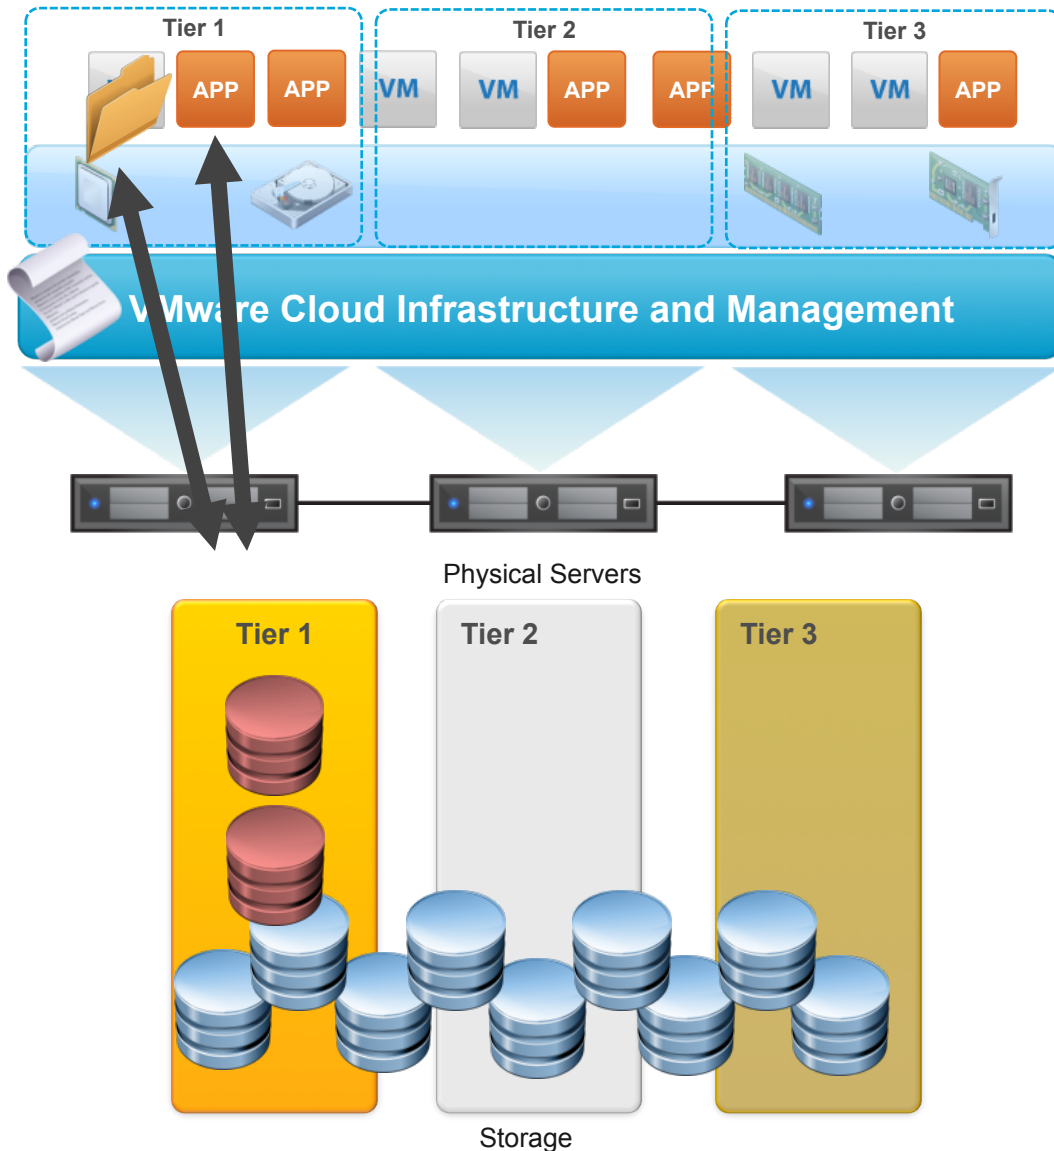 Tier 1
Tier 2
Tier 3
APP
APP
VM
VM
APP
APP
VM
VM
APP
VMware Cloud Infrastructure and Management
Physical Servers
Tier 1
Tier 2
Tier 3
Storage